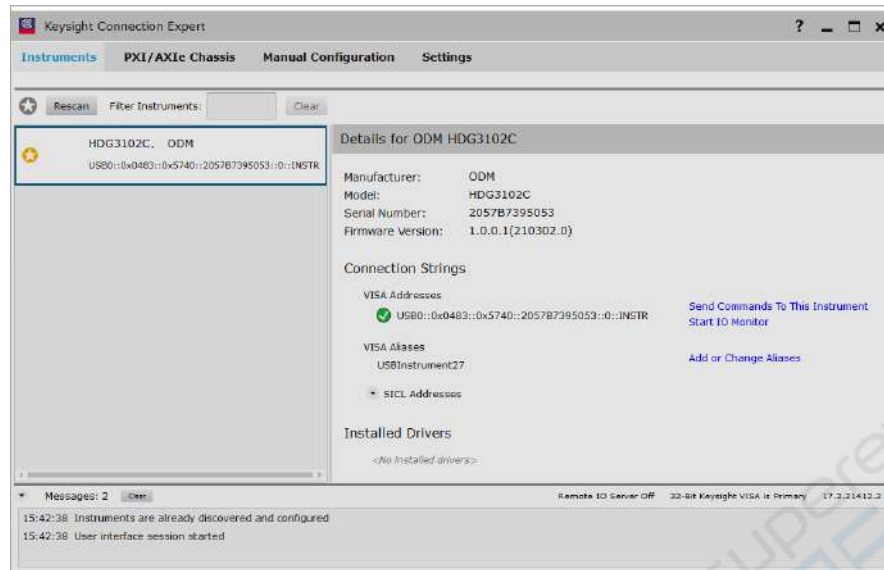 Keysight Connection Expert
Instruments PXI/AXIe Chassis Manual Configuration Settings
Rescan Filter Instruments: Clear
HDG3102C, ODM
USB0::0x0483::0x5740::2057B7395053::0::INSTR
Details for ODM HDG3102C
Manufacturer: ODM
Model: HDG3102C
Serial Number: 2057B7395053
Firmware Version: 1.0.0.1(210302.0)
Connection Strings
VISA Addresses
USB0::0x0483::0x5740::2057B7395053::0::INSTR
Send Commands To This Instrument
Start IO Monitor
VISA Aliases
USBInstrument27
Add or Change Aliases
SICL Addresses
Installed Drivers
<No installed drivers>
Messages: 2 Clear
Remote IO Server Off 32-Bit Keysight VISA is Primary 17.2.21412.2
15:42:38 Instruments are already discovered and configured
15:42:38 User interface session started